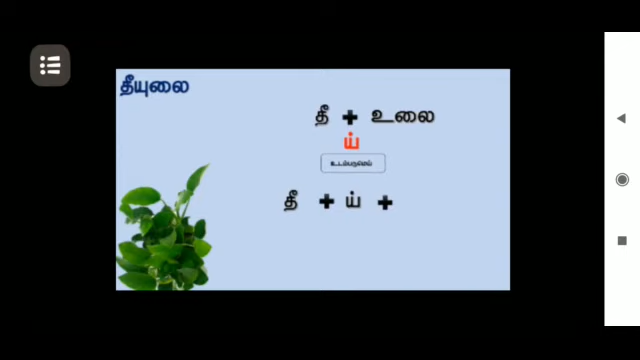 தீயுலை
தீ + உலை
ய்
உடம்படுமெய்
தீ + ய் +